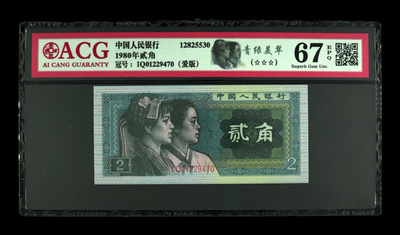 ACG
AI CANG GUARANTY
中国人民银行 12825530
1980年贰角
冠号：1Q01229470（爱版）
青绿美翠
(☆☆☆)
67 EPQ
Superb Gem Unc
中国人民银行
贰角
2 2